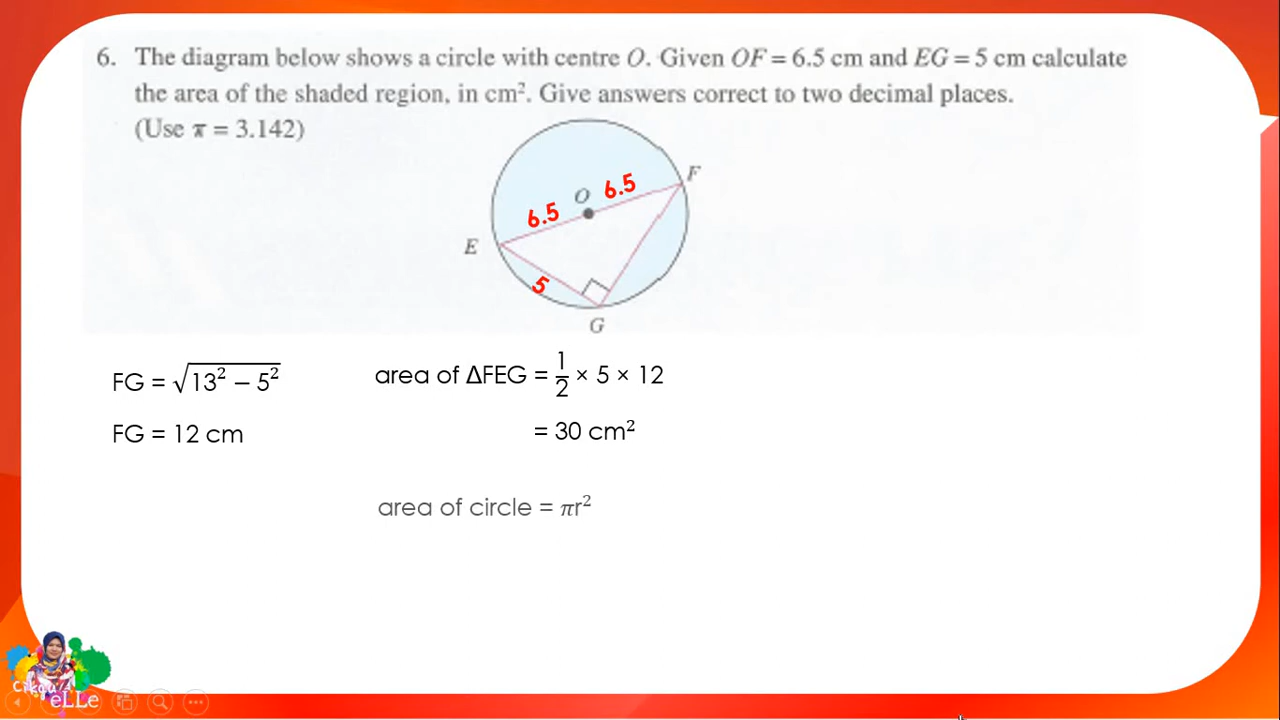 6. The diagram below shows a circle with centre O. Given OF = 6.5 cm and EG = 5 cm calculate
the area of the shaded region, in cm². Give answers correct to two decimal places.
(Use π = 3.142)
F
O 6.5
6.5
E
5
G
FG = √13² − 5²
area of ΔFEG = 1/2 × 5 × 12
FG = 12 cm
= 30 cm²
area of circle = πr²
Cikgu
eLLe